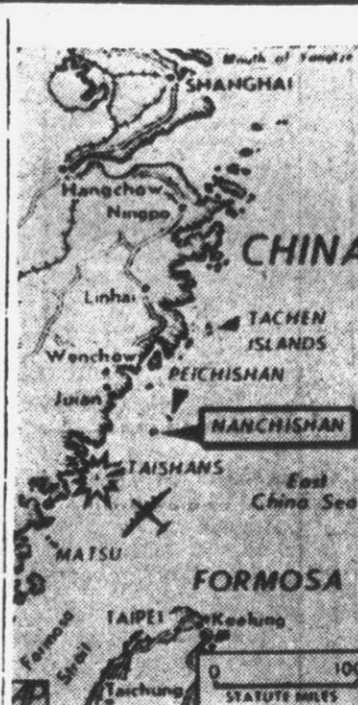 Mouth of Yangtze
SHANGHAI
Hangchow
Ningpo
CHINA
Linhai
TACHEN
ISLANDS
Wenchow
PEICHISHAN
Juian
NANCHISHAN
TAISHANS
East
China Sea
MATSU
FORMOSA
TAIPEI
Keelung
Formosa
Strait
Taichung
0 100
STATUTE MILES
AP